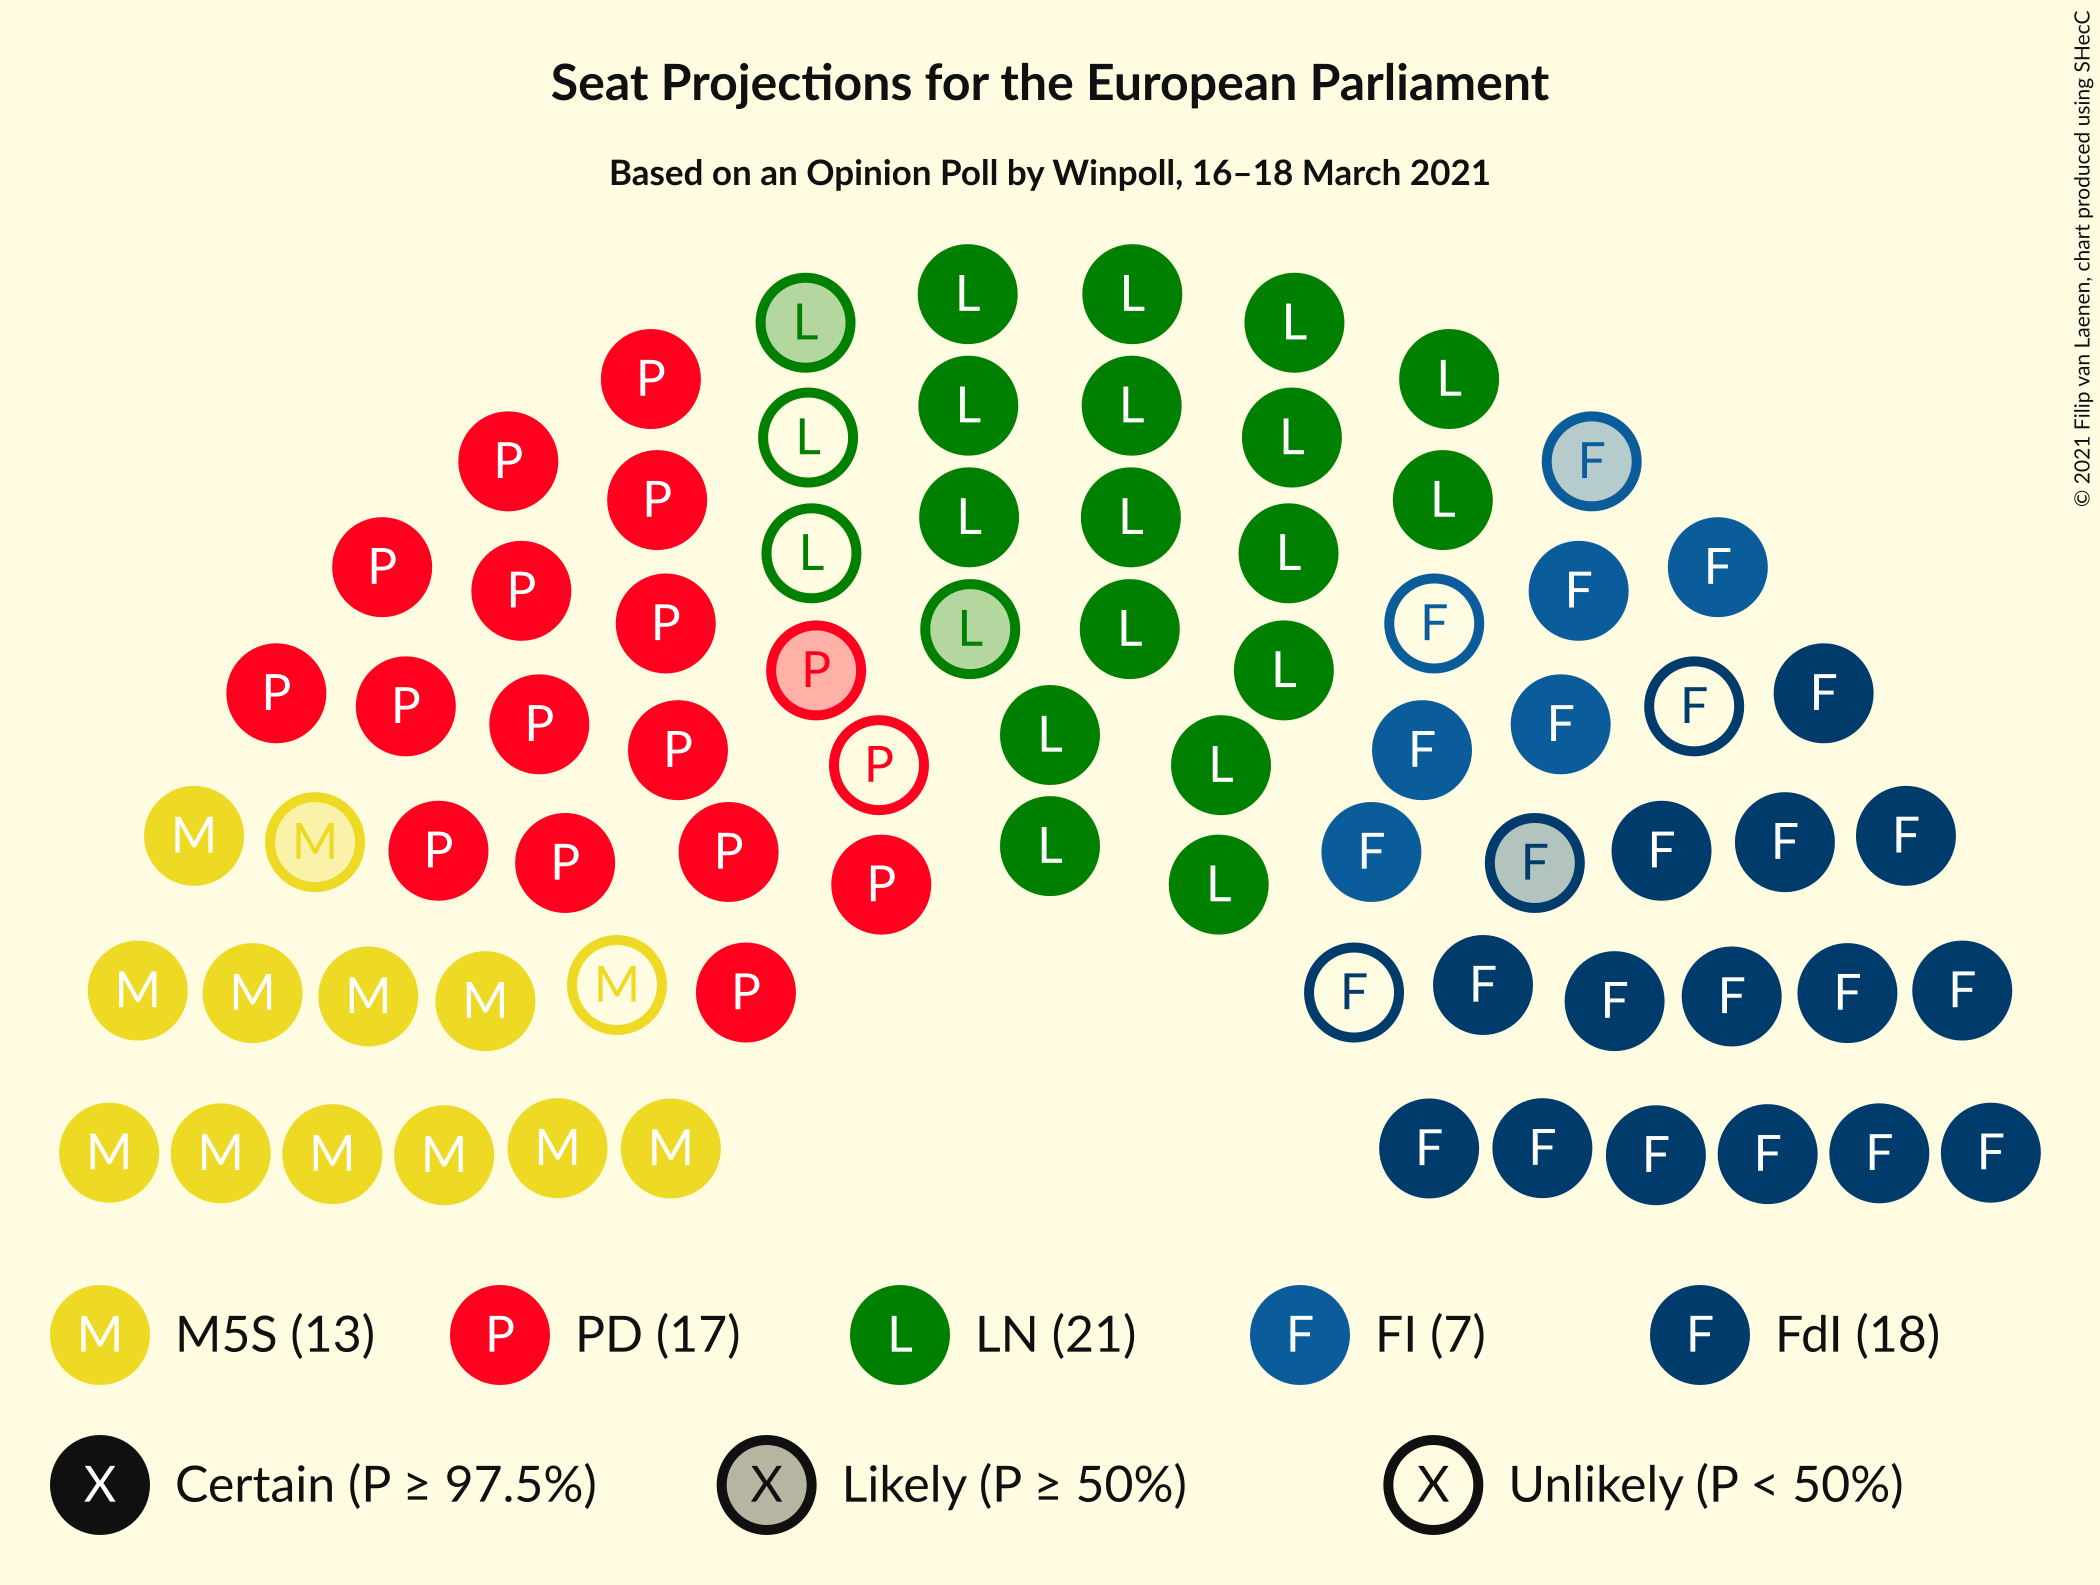 Seat Projections for the European Parliament
Based on an Opinion Poll by Winpoll, 16–18 March 2021
© 2021 Filip van Laenen, chart produced using SHecC
L L L L
P L
L L L L
P F
P L
L L L L
P F
P F
P L L F
P L L
P P F F
P P F F
P L
P P F F
M M F F
P P F F
P L
P L
M M M M M P
F F F F F F
M M M M M M
F F F F F F
M M5S (13) P PD (17) L LN (21) F FI (7) F FdI (18)
X Certain (P ≥ 97.5%) X Likely (P ≥ 50%) X Unlikely (P < 50%)